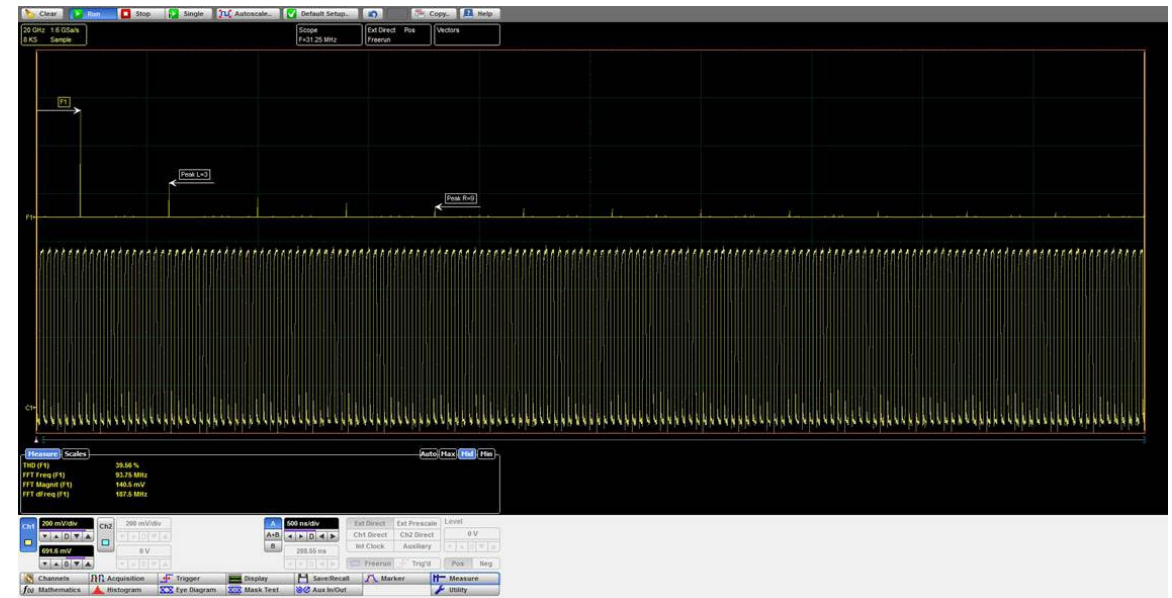 Clear Run Stop Single Autoscale.. Default Setup.. Copy.. Help
20 GHz 1.6 GSa/s
8 KS Sample
Scope
F=31.25 MHz
Ext Direct Pos
Freerun
Vectors
F1
Peak L=3
Peak R=9
F1
C1
Measure Scales Auto Max Mid Min
THD (F1) 39.56 %
FFT Freq (F1) 93.75 MHz
FFT Magnit (F1) 140.5 mV
FFT dFreq (F1) 187.5 MHz
Ch1 200 mV/div Ch2 200 mV/div A 500 ns/div Ext Direct Ext Prescale Level
D D A+B D Ch1 Direct Ch2 Direct 0 V
691.6 mV 0 V B Int Clock Auxiliary
D Freerun Trig'd Pos Neg
Channels Acquisition Trigger Display Save/Recall Marker Measure
f(x) Mathematics Histogram Eye Diagram Mask Test Aux In/Out Utility